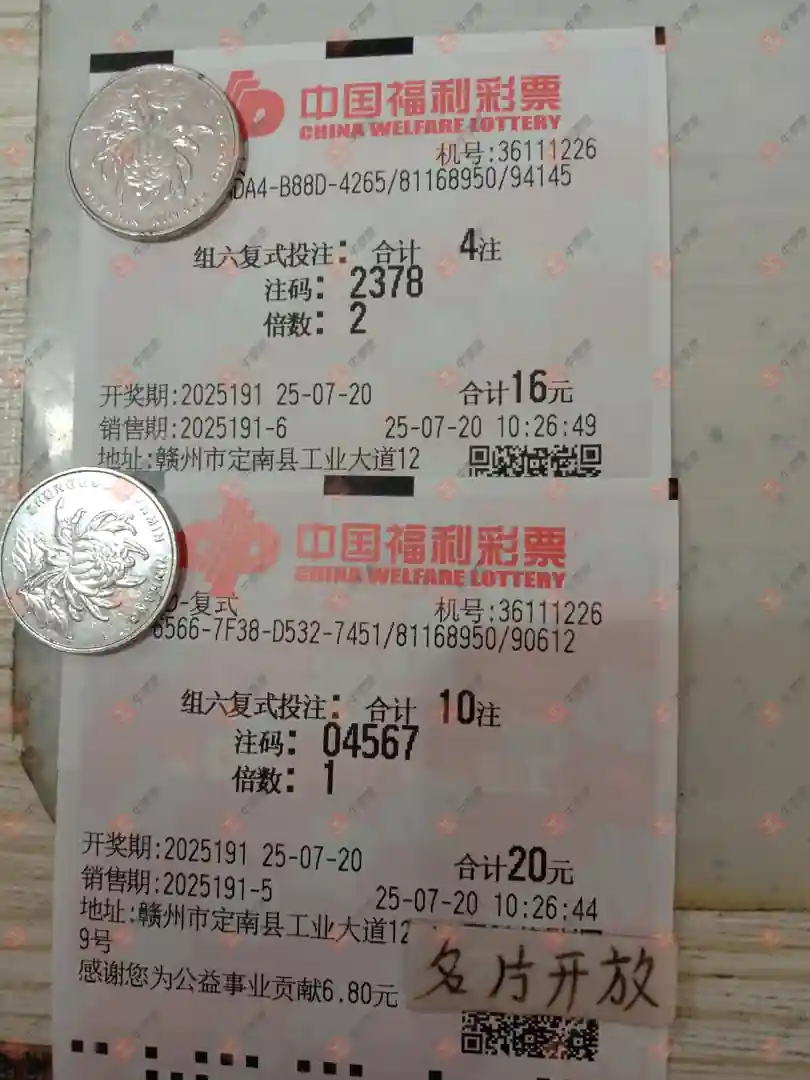 中国福利彩票
CHINA WELFARE LOTTERY
机号:36111226
DA4-B88D-4265/81168950/94145
组六复式投注: 合计 4注
注码: 2378
倍数: 2
开奖期:2025191 25-07-20 合计16元
销售期:2025191-6 25-07-20 10:26:49
地址:赣州市定南县工业大道12
中国福利彩票
CHINA WELFARE LOTTERY
D-复式 机号:36111226
6566-7F38-D532-7451/81168950/90612
组六复式投注: 合计 10注
注码: 04567
倍数: 1
开奖期:2025191 25-07-20 合计20元
销售期:2025191-5 25-07-20 10:26:44
地址:赣州市定南县工业大道12
9号
感谢您为公益事业贡献6.80元
名片开放